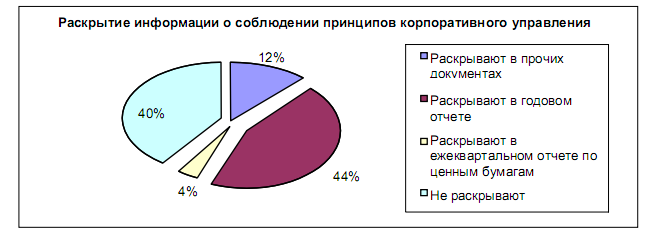 Раскрытие информации о соблюдении принципов корпоративного управления
12%
40%
44%
4%
Раскрывают в прочих
документах
Раскрывают в годовом
отчете
Раскрывают в
ежеквартальном отчете по
ценным бумагам
Не раскрывают